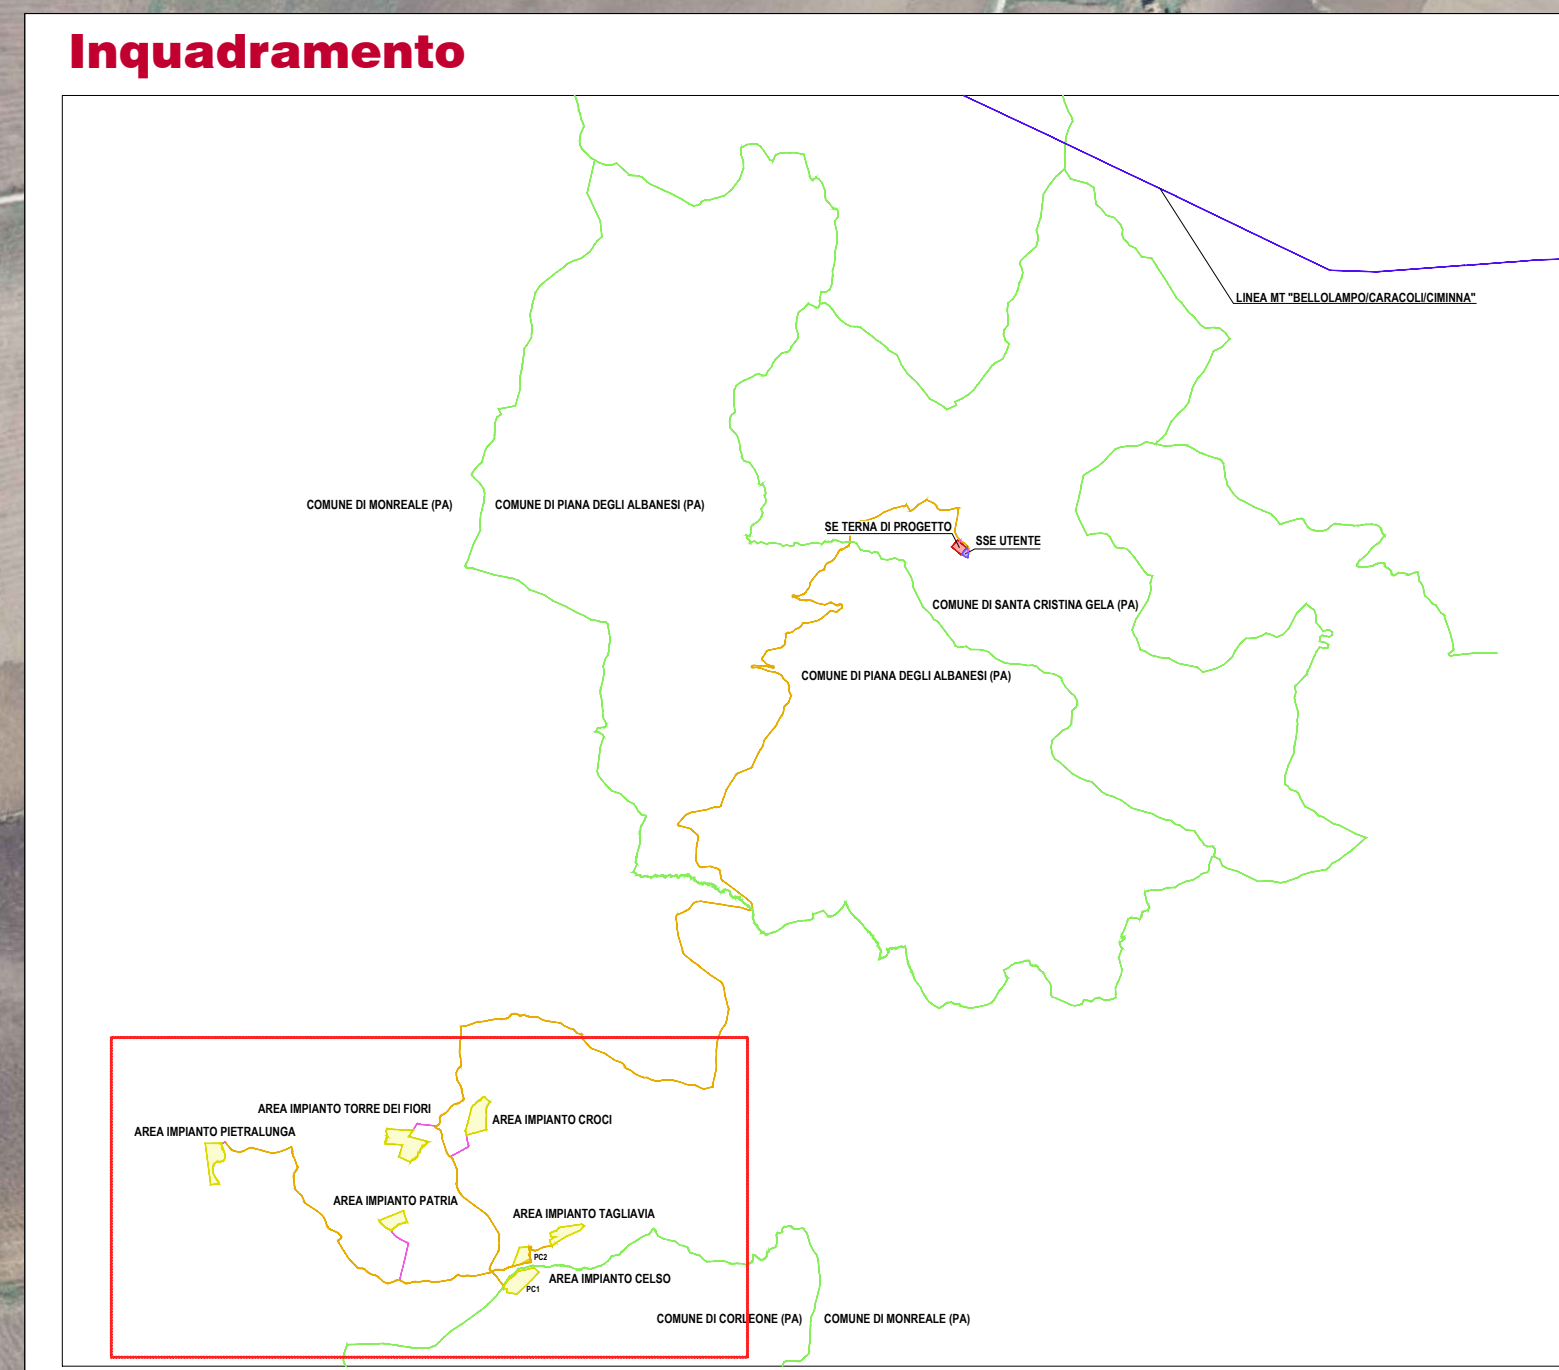 Inquadramento
LINEA MT "BELLOLAMPO/CARACOLI/CIMINNA"
COMUNE DI MONREALE (PA)
COMUNE DI PIANA DEGLI ALBANESI (PA)
SE TERNA DI PROGETTO
SSE UTENTE
COMUNE DI SANTA CRISTINA GELA (PA)
COMUNE DI PIANA DEGLI ALBANESI (PA)
AREA IMPIANTO TORRE DEI FIORI
AREA IMPIANTO CROCI
AREA IMPIANTO PIETRALUNGA
AREA IMPIANTO PATRIA
AREA IMPIANTO TAGLIAVIA
PC2
AREA IMPIANTO CELSO
PC1
COMUNE DI CORLEONE (PA)
COMUNE DI MONREALE (PA)